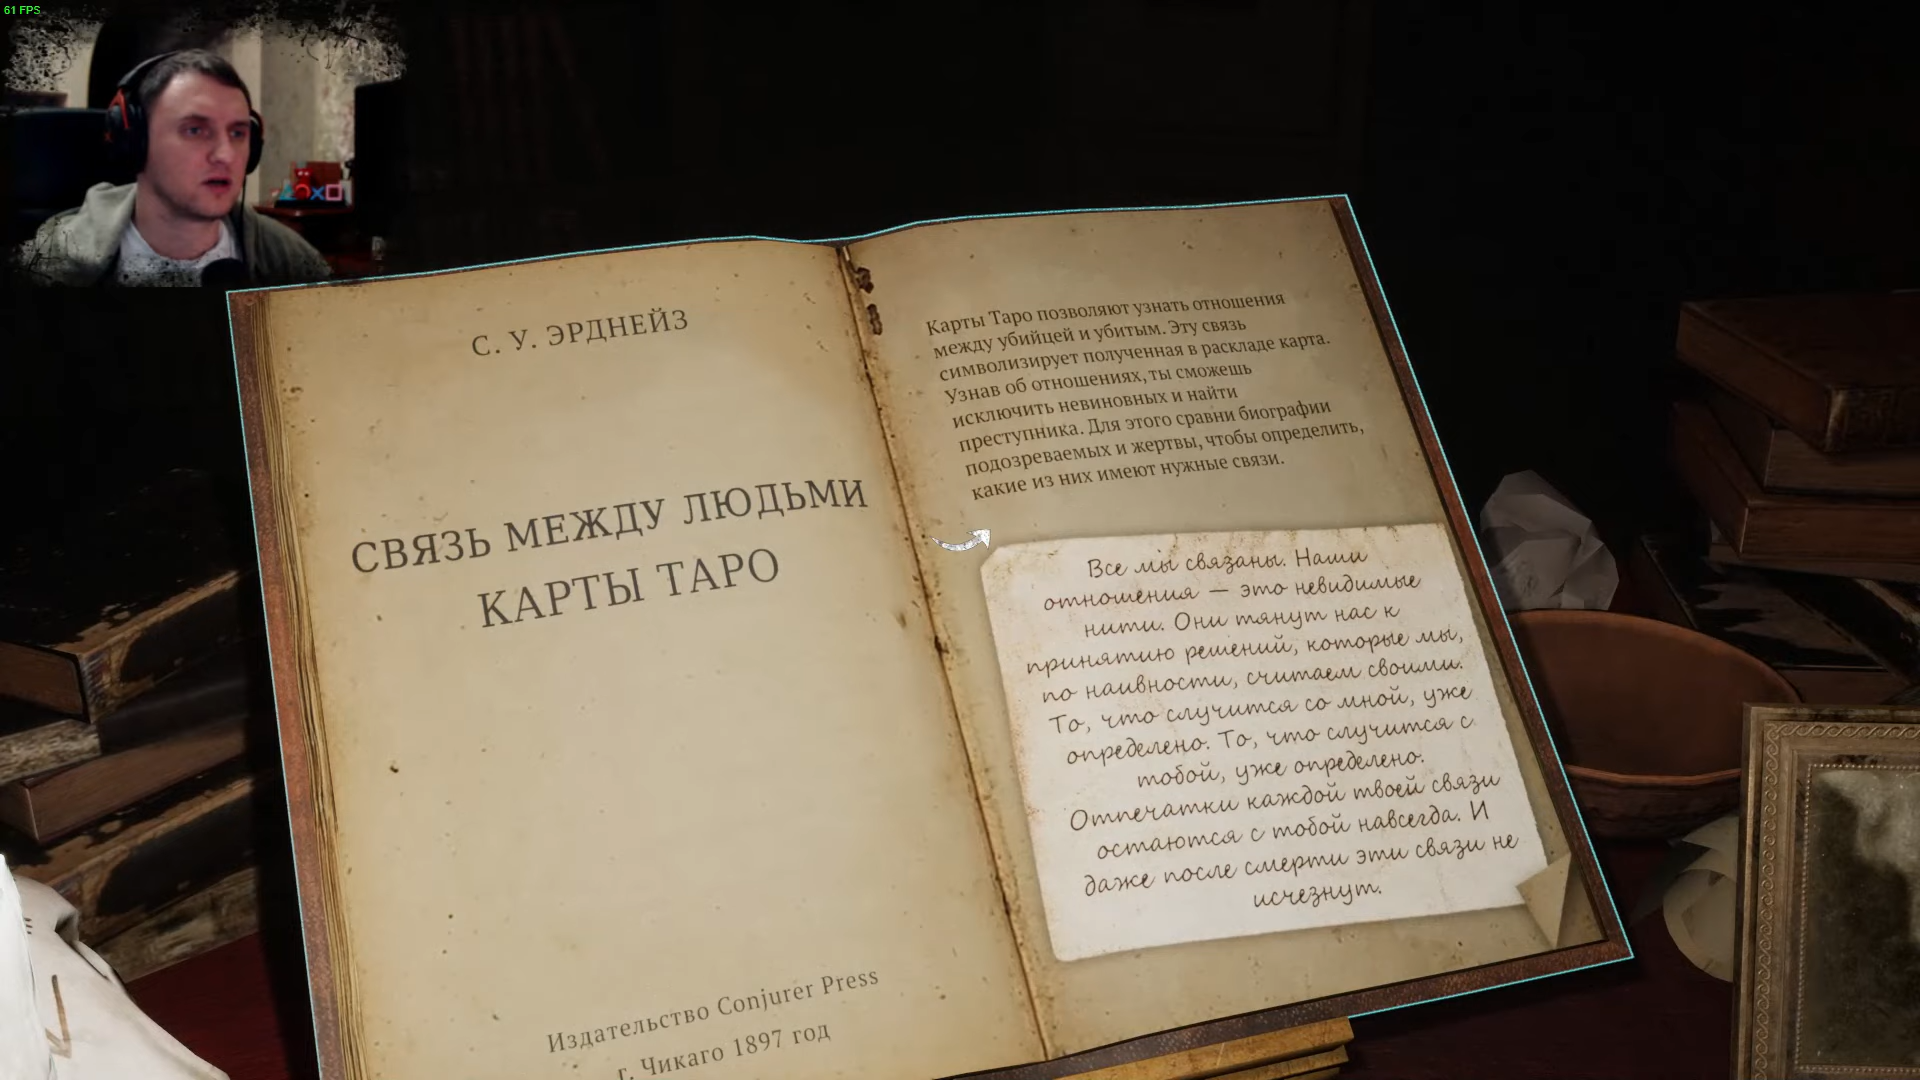 61 FPS
С. У. ЭРДНЕЙЗ
СВЯЗЬ МЕЖДУ ЛЮДЬМИ
КАРТЫ ТАРО
Издательство Conjurer Press
г. Чикаго 1897 год
Карты Таро позволяют узнать отношения
между убийцей и убитым. Эту связь
символизирует полученная в раскладе карта.
Узнав об отношениях, ты сможешь
исключить невиновных и найти
преступника. Для этого сравни биографии
подозреваемых и жертвы, чтобы определить,
какие из них имеют нужные связи.
Все мы связаны. Наши
отношения — это невидимые
нити. Они тянут нас к
принятию решений, которые мы,
по наивности, считаем своими.
То, что случится со мной, уже
определено. То, что случится с
тобой, уже определено.
Отпечатки каждой твоей связи
остаются с тобой навсегда. И
даже после смерти эти связи не
исчезнут.